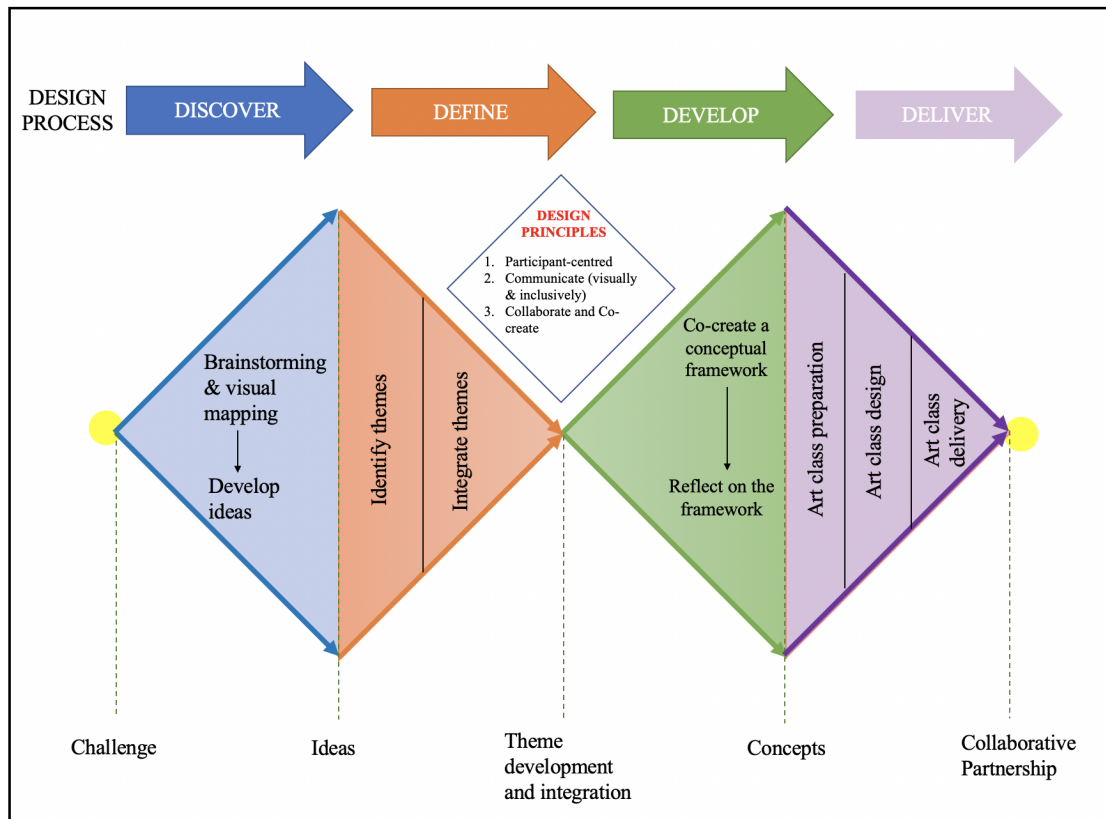 DESIGN
PROCESS
DISCOVER
DEFINE
DEVELOP
DELIVER
DESIGN
PRINCIPLES
1. Participant-centred
2. Communicate (visually
& inclusively)
3. Collaborate and Co-
create
Brainstorming
& visual
mapping
Develop
ideas
Identify themes
Integrate themes
Co-create a
conceptual
framework
Reflect on the
framework
Art class preparation
Art class design
Art class
delivery
Challenge
Ideas
Theme
development
and integration
Concepts
Collaborative
Partnership